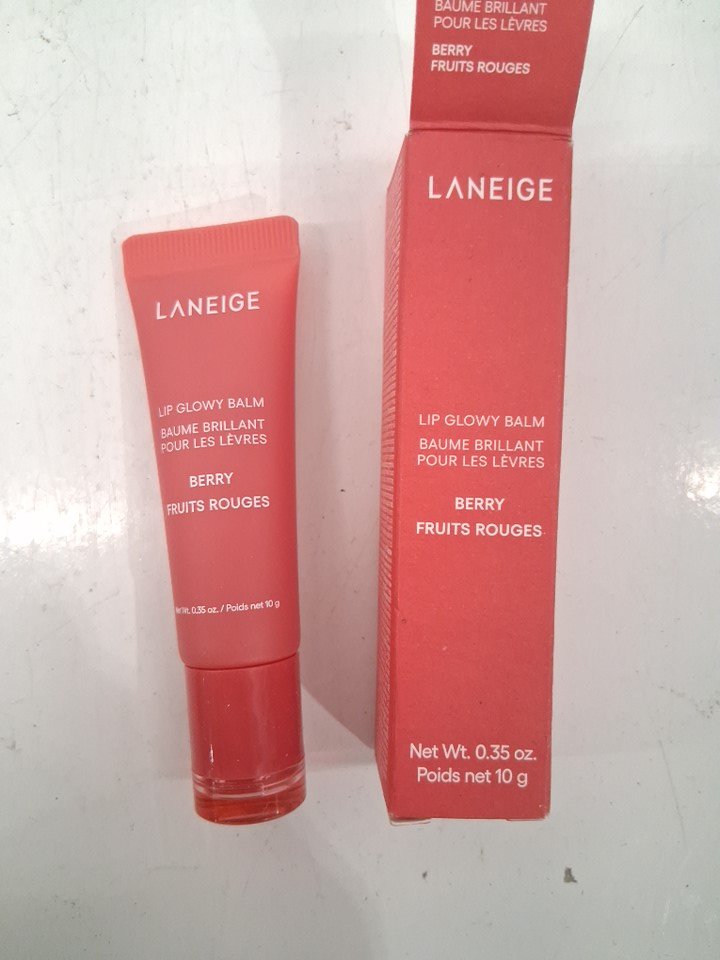 BAUME BRILLANT
POUR LES LÈVRES
BERRY
FRUITS ROUGES
LANEIGE
LIP GLOWY BALM
BAUME BRILLANT
POUR LES LÈVRES
BERRY
FRUITS ROUGES
Net Wt. 0.35 oz.
Poids net 10 g
LANEIGE
LIP GLOWY BALM
BAUME BRILLANT
POUR LES LÈVRES
BERRY
FRUITS ROUGES
Wt. 0.35 oz. / Poids net 10 g